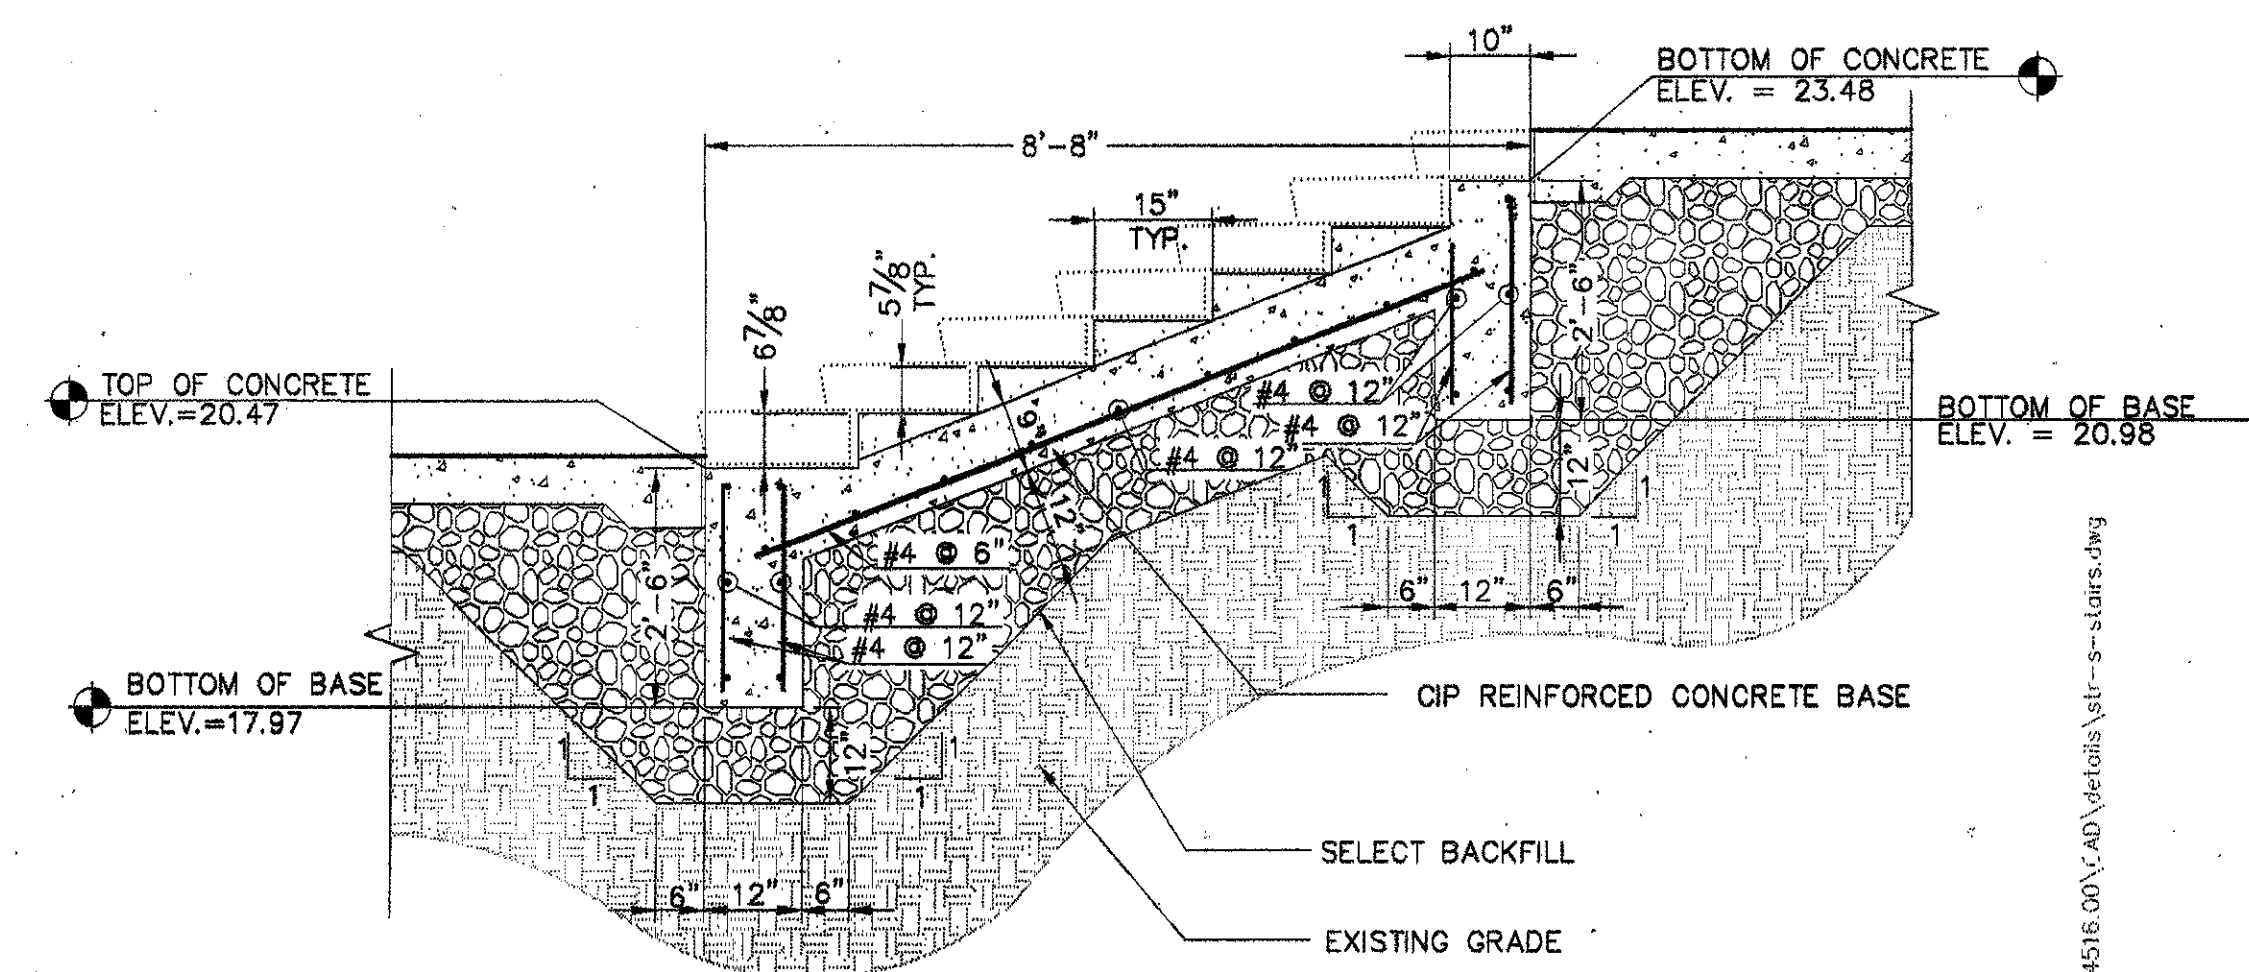 10"
BOTTOM OF CONCRETE
ELEV. = 23.48
8'-8"
15"
TYP.
5⅞"
TYP.
6⅞"
2'-6"
TOP OF CONCRETE
ELEV.=20.47
6"
#4 @ 12"
#4 @ 12"
#4 @ 12"
BOTTOM OF BASE
ELEV. = 20.98
12"
12"
1
1
1
1
#4 @ 6"
6"
12"
6"
2'-6"
#4 @ 12"
#4 @ 12"
BOTTOM OF BASE
ELEV.=17.97
CIP REINFORCED CONCRETE BASE
12"
1
1
1
1
SELECT BACKFILL
6"
12"
6"
EXISTING GRADE
4516.00\CAD\details\str-s-stairs.dwg